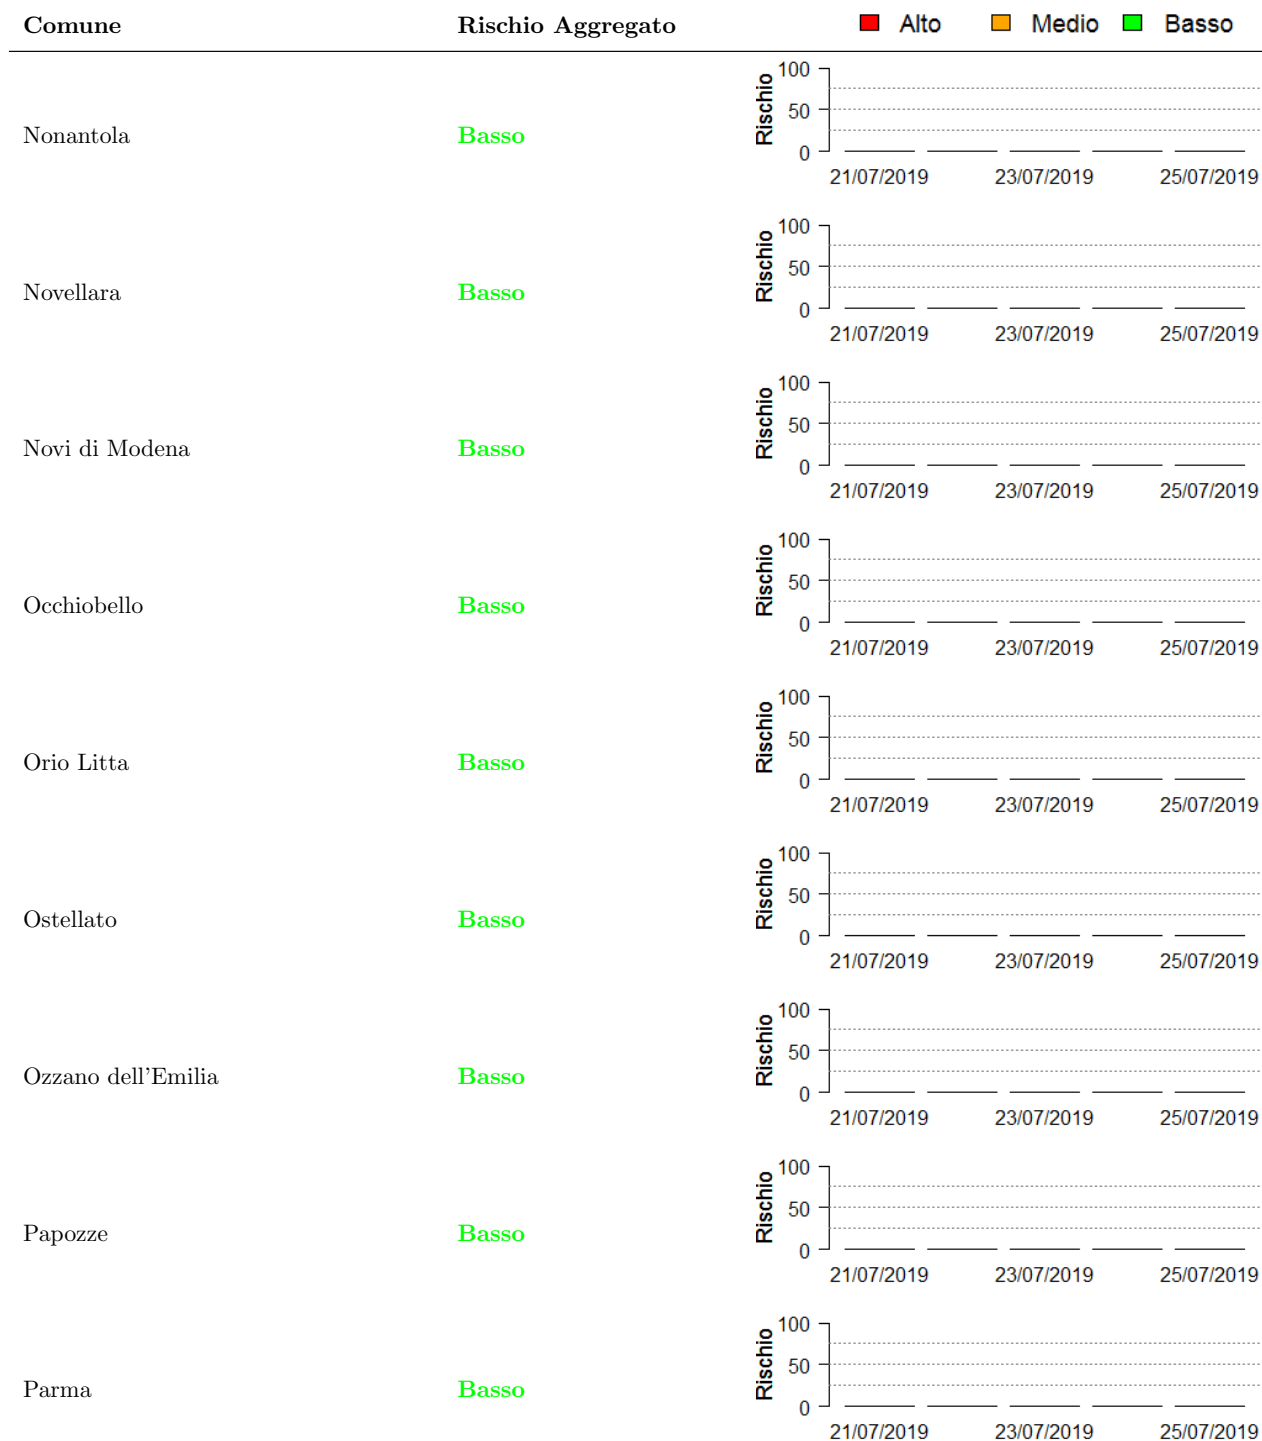 Comune Rischio Aggregato Alto Medio Basso
100
50
0
Rischio
Nonantola Basso
21/07/2019 23/07/2019 25/07/2019
100
50
0
Rischio
Novellara Basso
21/07/2019 23/07/2019 25/07/2019
100
50
0
Rischio
Novi di Modena Basso
21/07/2019 23/07/2019 25/07/2019
100
50
0
Rischio
Occhiobello Basso
21/07/2019 23/07/2019 25/07/2019
100
50
0
Rischio
Orio Litta Basso
21/07/2019 23/07/2019 25/07/2019
100
50
0
Rischio
Ostellato Basso
21/07/2019 23/07/2019 25/07/2019
100
50
0
Rischio
Ozzano dell'Emilia Basso
21/07/2019 23/07/2019 25/07/2019
100
50
0
Rischio
Papozze Basso
21/07/2019 23/07/2019 25/07/2019
100
50
0
Rischio
Parma Basso
21/07/2019 23/07/2019 25/07/2019